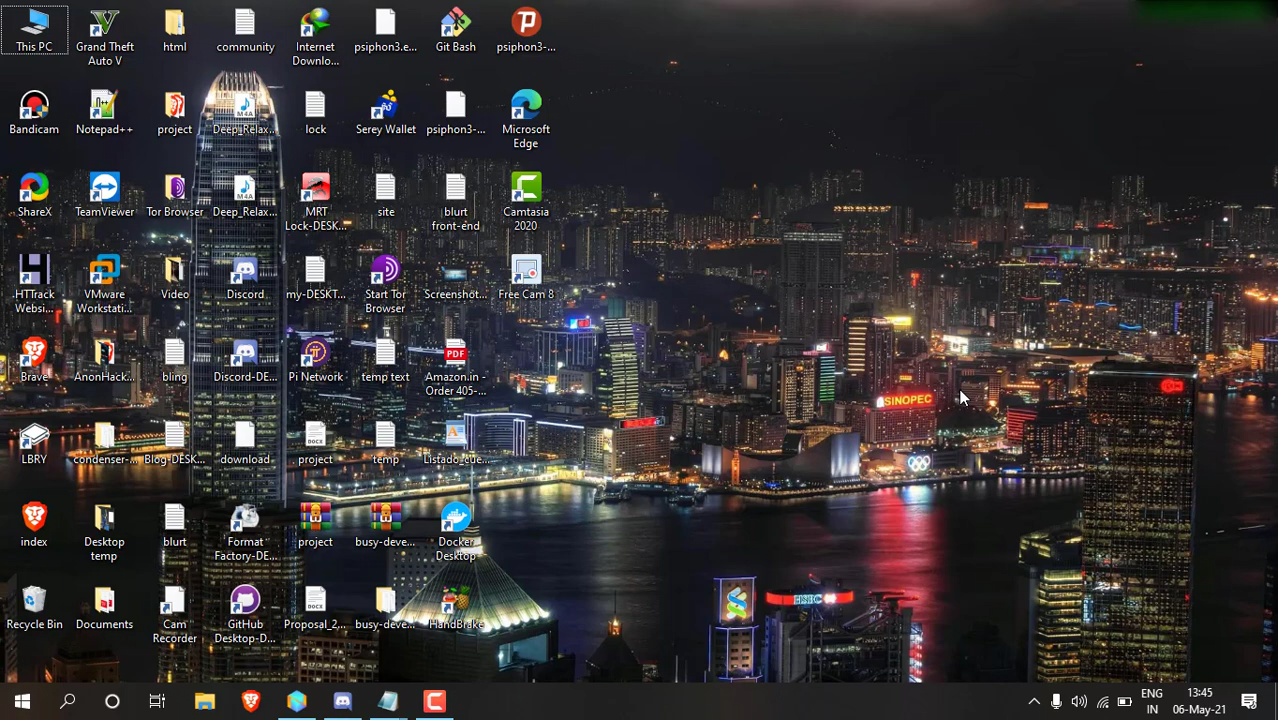 This PC
Grand Theft
Auto V
html
community
Internet
Downlo...
psiphon3.e...
Git Bash
psiphon3-...
Bandicam
Notepad++
project
Deep_Relax...
lock
Serey Wallet
psiphon3-...
Microsoft
Edge
ShareX
TeamViewer
Tor Browser
Deep_Relax...
MRT
Lock-DESK...
site
blurt
front-end
Camtasia
2020
HTTrack
Websi...
VMware
Workstati...
Video
Discord
my-DESKT...
Start Tor
Browser
Screenshot...
Free Cam 8
Brave
AnonHack...
bling
Discord-DE...
Pi Network
temp text
PDF
Amazon.in -
Order 405-...
SINOPEC
LBRY
condenser-...
Blog-DESK...
download
project
temp
Listado_cue...
index
Desktop
temp
blurt
Format
Factory-DE...
project
busy-deve...
Docker
Desktop
Recycle Bin
Documents
Cam
Recorder
GitHub
Desktop-D...
Proposal_2...
busy-deve...
HandBrake
HSBC
ENG
IN
13:45
06-May-21